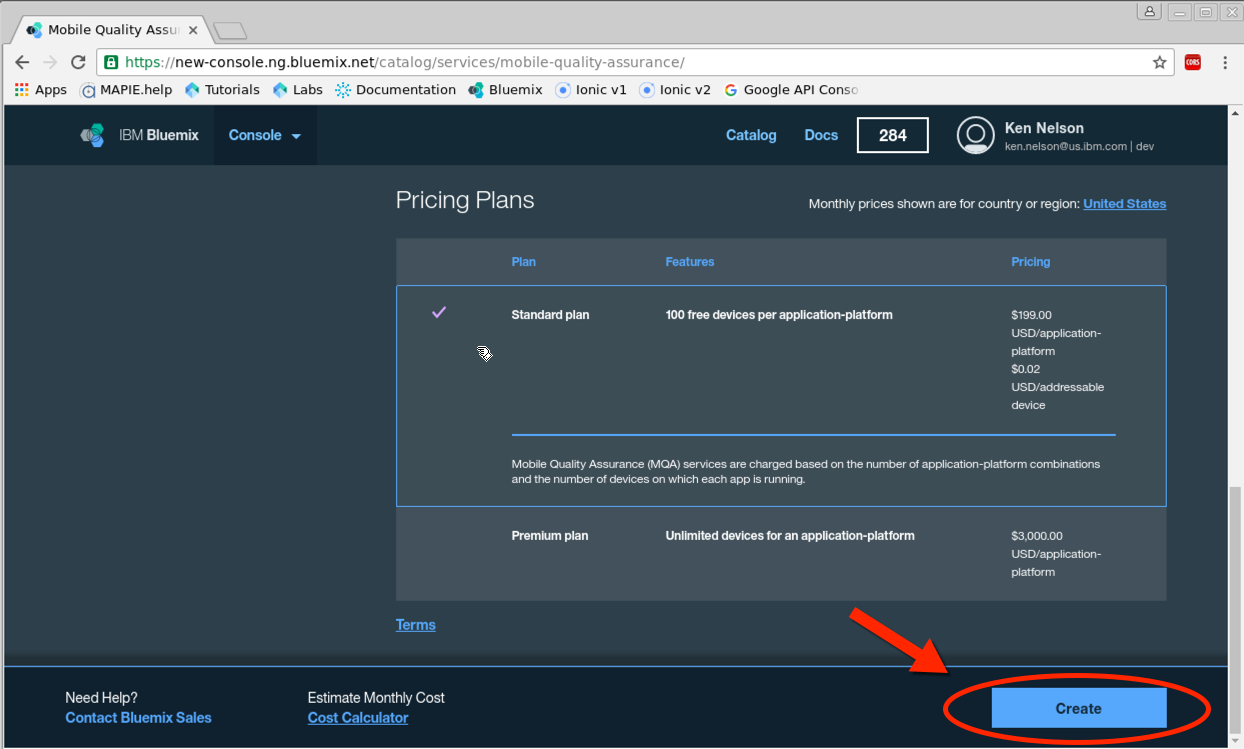 Mobile Quality Assu
https://new-console.ng.bluemix.net/catalog/services/mobile-quality-assurance/
CORS
Apps MAPIE.help Tutorials Labs Documentation Bluemix Ionic v1 Ionic v2 Google API Conso
IBM Bluemix Console Catalog Docs 284 Ken Nelson
ken.nelson@us.ibm.com | dev
Pricing Plans
Monthly prices shown are for country or region: United States
Plan Features Pricing
Standard plan 100 free devices per application-platform $199.00
USD/application-
platform
$0.02
USD/addressable
device
Mobile Quality Assurance (MQA) services are charged based on the number of application-platform combinations
and the number of devices on which each app is running.
Premium plan Unlimited devices for an application-platform $3,000.00
USD/application-
platform
Terms
Need Help? Estimate Monthly Cost
Contact Bluemix Sales Cost Calculator
Create